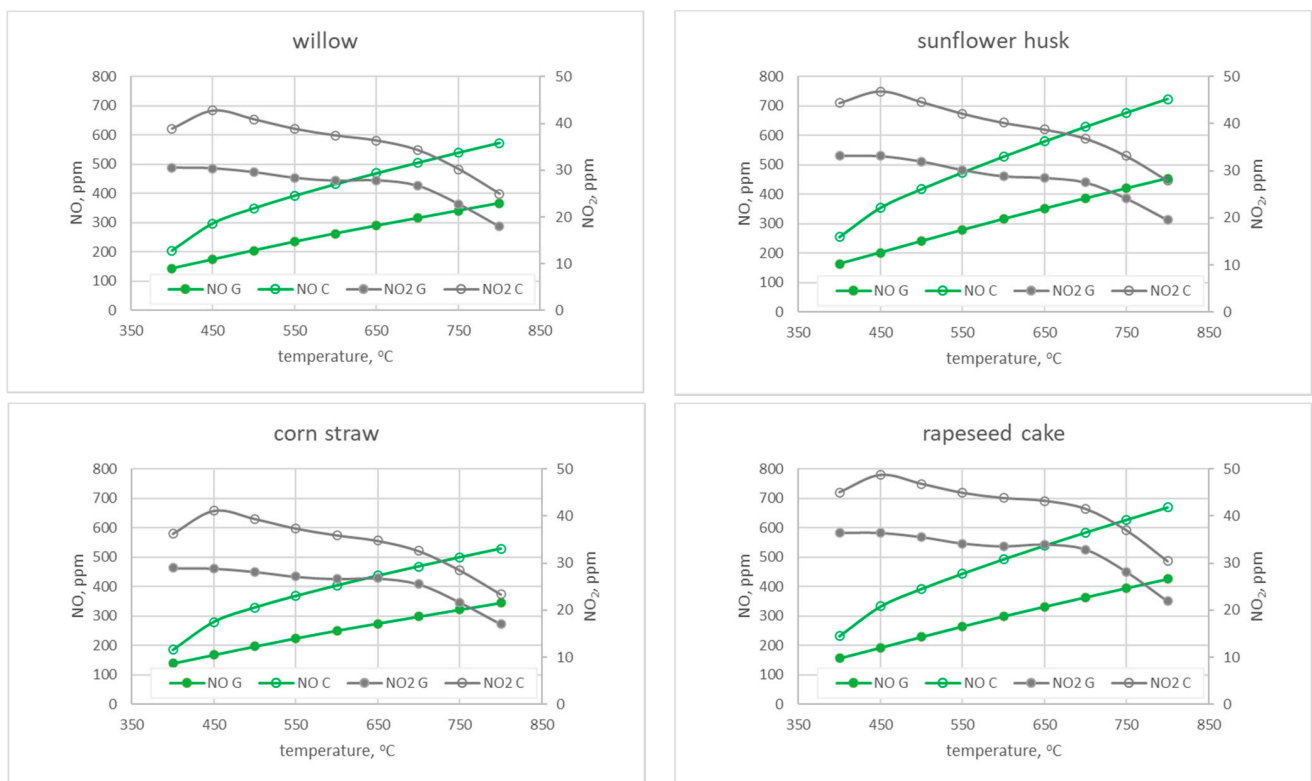 willow
NO, ppm
800
700
600
500
400
300
200
100
0
50
40
30
20
10
0
NO₂, ppm
NO G NO C NO2 G NO2 C
350 450 550 650 750 850
temperature, °C
sunflower husk
NO, ppm
800
700
600
500
400
300
200
100
0
50
40
30
20
10
0
NO₂, ppm
NO G NO C NO2 G NO2 C
350 450 550 650 750 850
temperature, °C
corn straw
NO, ppm
800
700
600
500
400
300
200
100
0
50
40
30
20
10
0
NO₂, ppm
NO G NO C NO2 G NO2 C
350 450 550 650 750 850
temperature, °C
rapeseed cake
NO, ppm
800
700
600
500
400
300
200
100
0
50
40
30
20
10
0
NO₂, ppm
NO G NO C NO2 G NO2 C
350 450 550 650 750 850
temperature, °C